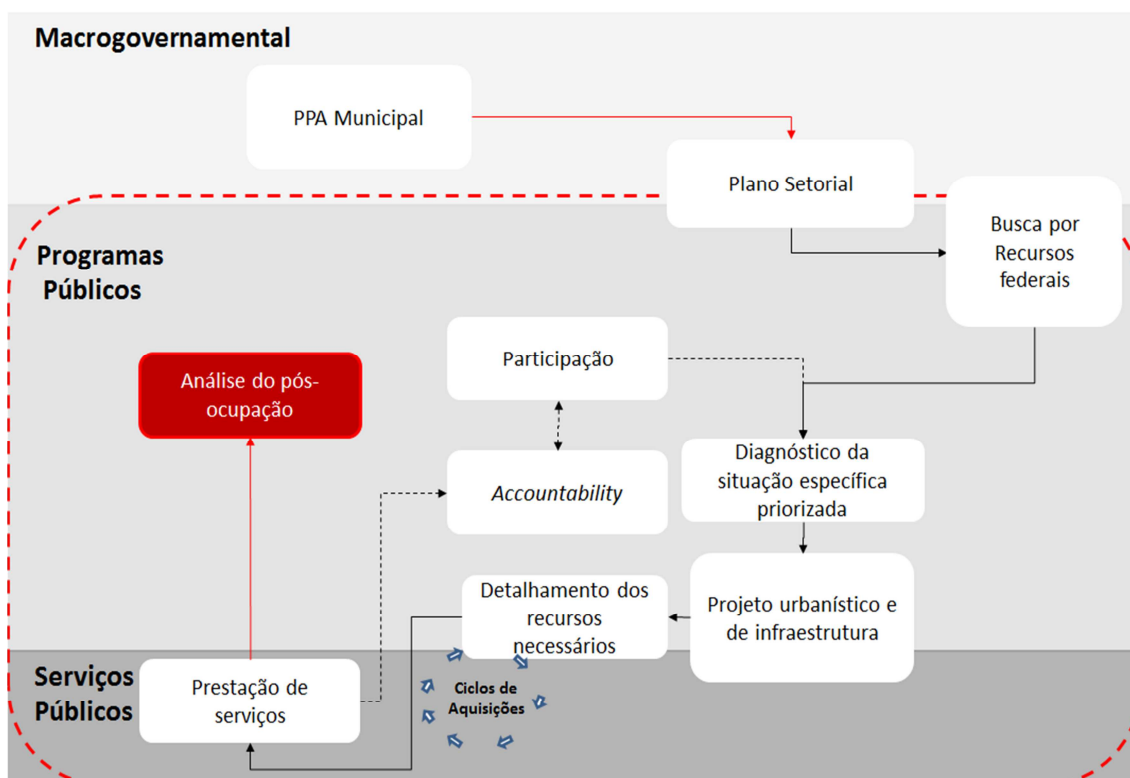 Macrogovernamental
PPA Municipal
Plano Setorial
Busca por
Recursos
federais
Programas
Públicos
Participação
Análise do pós-
ocupação
Diagnóstico da
situação específica
priorizada
Accountability
Detalhamento dos
recursos
necessários
Projeto urbanístico e
de infraestrutura
Serviços
Públicos
Prestação de
serviços
Ciclos de
Aquisições